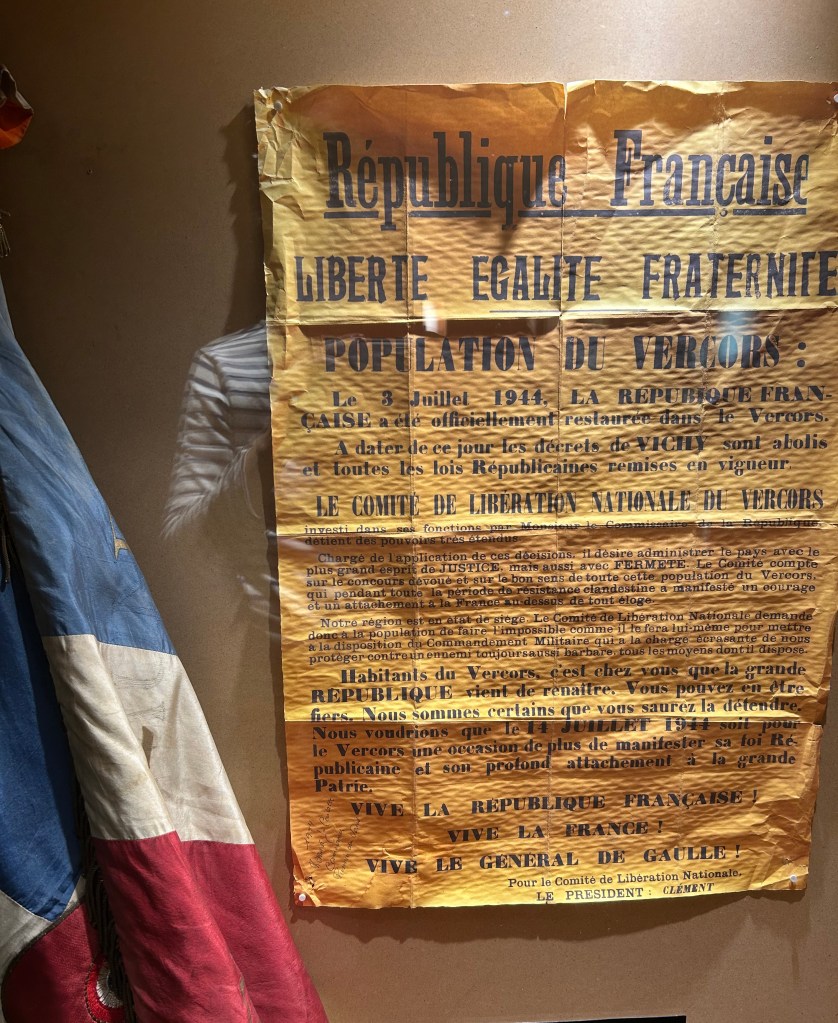 République Française
LIBERTE EGALITE FRATERNITE
POPULATION DU VERCORS :
Le 3 Juillet 1944, LA REPUBIQUE FRAN-
ÇAISE a été officiellement restaurée dans le Vercors.
A dater de ce jour les décrets de VICHY sont abolis
et toutes les lois Républicaines remises en vigueur.
LE COMITÉ DE LIBÉRATION NATIONALE DU VERCORS
investi dans ses fonctions par Monsieur le Commissaire de la République
détient des pouvoirs très étendus
Chargé de l'application de ces décisions, il désire administrer le pays avec le
plus grand esprit de JUSTICE, mais aussi avec FERMETÉ. Le Comité compte
sur le concours dévoué et sur le bon sens de toute cette population du Vercors,
qui pendant toute la période de résistance clandestine a manifesté un courage
et un attachement à la France au-dessus de tout éloge.
Notre région est en état de siège. Le Comité de Libération Nationale demande
donc à la population de faire l'impossible comme il le fera lui-même pour mettre
à la disposition du Commandement Militaire qui a la charge écrasante de nous
protéger contre un ennemi toujours aussi barbare, tous les moyens dont il dispose.
Habitants du Vercors, c'est chez vous que la grande
RÉPUBLIQUE vient de renaître. Vous pouvez en être
fiers. Nous sommes certains que vous saurez la défendre.
Nous voudrions que le 14 JUILLET 1944 soit pour
le Vercors une occasion de plus de manifester sa foi Ré-
publicaine et son profond attachement à la grande
Patrie.
VIVE LA RÉPUBLIQUE FRANÇAISE !
VIVE LA FRANCE !
VIVE LE GÉNÉRAL DE GAULLE !
Pour le Comité de Libération Nationale,
LE PRESIDENT : CLÉMENT